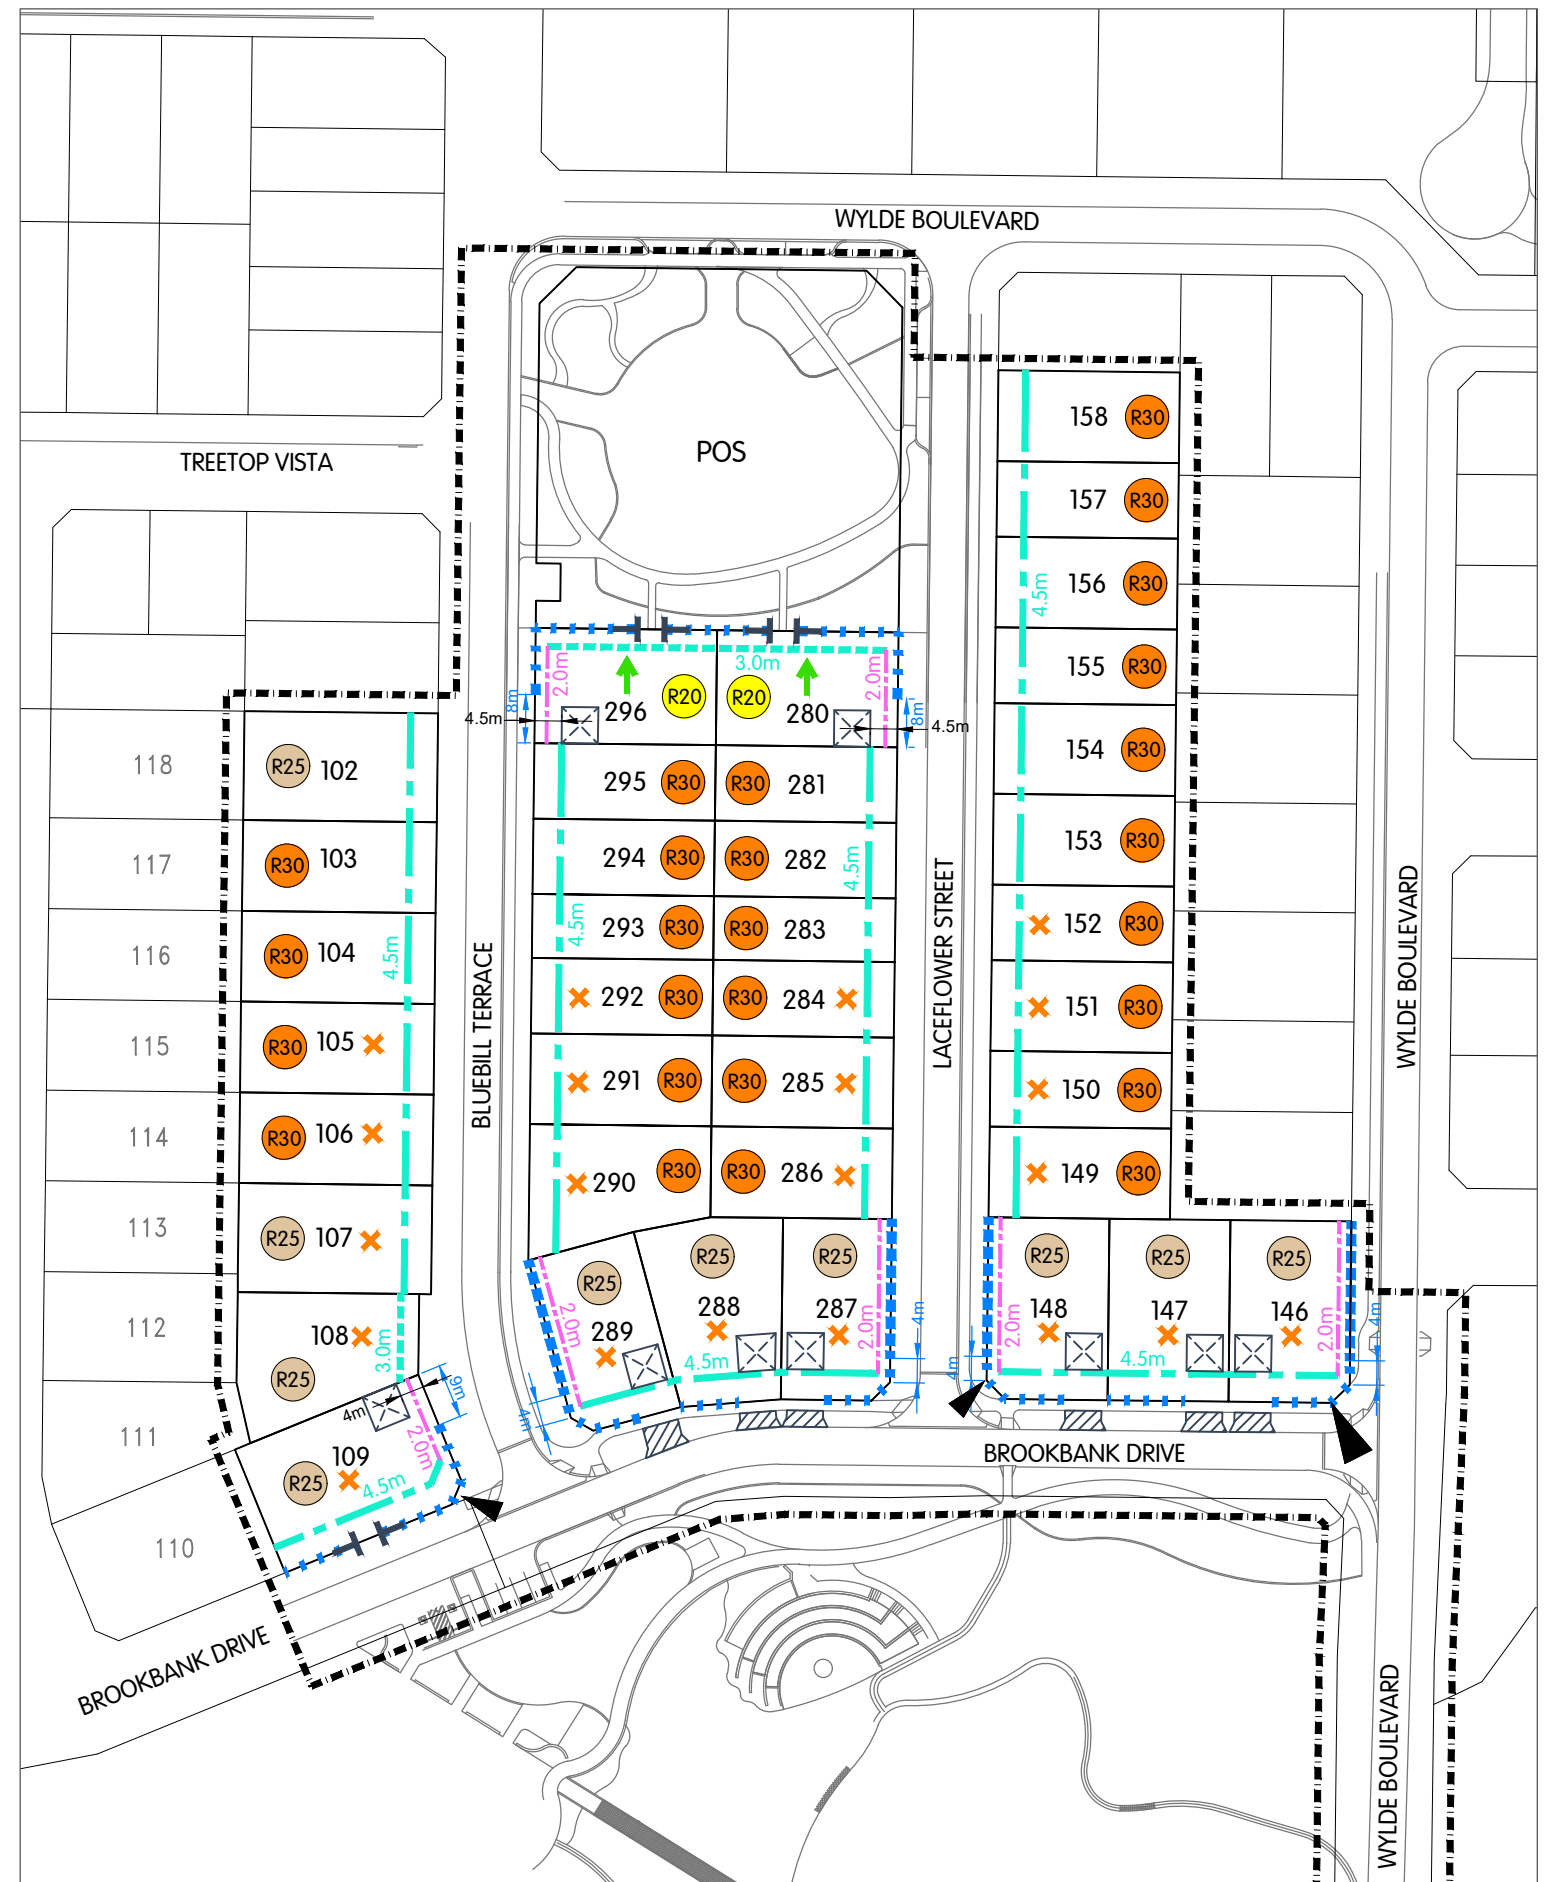 WYLDE BOULEVARD
158 R30
POS
TREETOP VISTA
157 R30
156 R30
4.5m
155 R30
3.0m
2.0m
2.0m
R20 R20
8m
8m
296 280
4.5m
4.5m
154 R30
118
R25 102
295 R30
R30 281
153 R30
117
R30 103
294 R30
R30 282
4.5m
LACEFLOWER STREET
WYLDE BOULEVARD
4.5m
293 R30
R30 283
152 R30
116
R30 104
4.5m
BLUEBILL TERRACE
292 R30
R30 284
151 R30
115
R30 105
291 R30
R30 285
150 R30
114
R30 106
290 R30
R30 286
149 R30
113
R25 107
R25
R25
R25
R25
R25
R25
R25
289
288
287
148
147
146
2.0m
2.0m
2.0m
2.0m
4m
4m
4m
4m
4.5m
4.5m
112
108
3.0m
R25
9m
4m
111
109
2.0m
R25
4.5m
BROOKBANK DRIVE
110
BROOKBANK DRIVE
WYLDE BOULEVARD